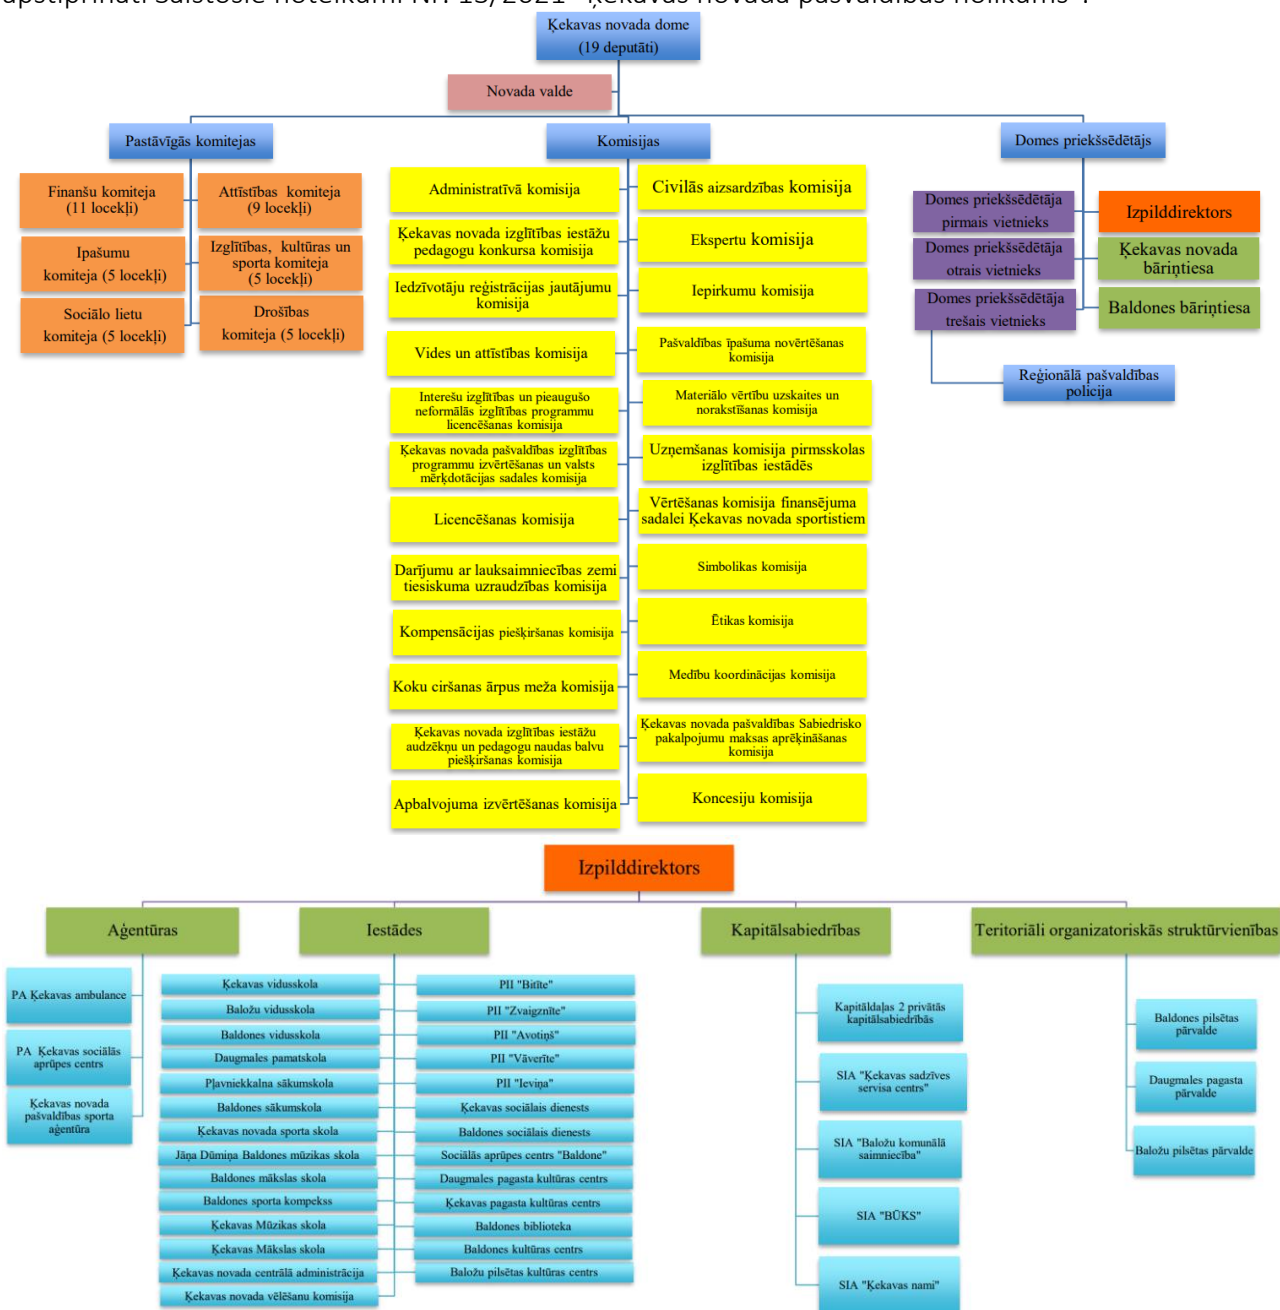 apstiprināti Saistošie noteikumi Nr. 13/2021 "Ķekavas novada pašvaldības nolikums".
Ķekavas novada dome
(19 deputāti)
Novada valde
Pastāvīgās komitejas
Komisijas
Domes priekšsēdētājs
Finanšu komiteja
(11 locekļi)
Attīstības komiteja
(9 locekļi)
Ipašumu
komiteja (5 locekļi)
Izglītības, kultūras un
sporta komiteja
(5 locekļi)
Sociālo lietu
komiteja (5 locekļi)
Drošības
komiteja (5 locekļi)
Administratīvā komisija
Civilās aizsardzības komisija
Ķekavas novada izglītības iestāžu
pedagogu konkursa komisija
Ekspertu komisija
Iedzīvotāju reģistrācijas jautājumu
komisija
Iepirkumu komisija
Vides un attīstības komisija
Pašvaldības īpašuma novērtēšanas
komisija
Interešu izglītības un pieaugušo
neformālās izglītības programmu
licencēšanas komisija
Materiālo vērtību uzskaites un
norakstīšanas komisija
Ķekavas novada pašvaldības izglītības
programmu izvērtēšanas un valsts
mērķdotācijas sadales komisija
Uzņemšanas komisija pirmsskolas
izglītības iestādēs
Licencēšanas komisija
Vērtēšanas komisija finansējuma
sadalei Ķekavas novada sportistiem
Darījumu ar lauksaimniecības zemi
tiesiskuma uzraudzības komisija
Simbolikas komisija
Kompensācijas piešķiršanas komisija
Ētikas komisija
Koku ciršanas ārpus meža komisija
Medību koordinācijas komisija
Ķekavas novada izglītības iestāžu
audzēkņu un pedagogu naudas balvu
piešķiršanas komisija
Ķekavas novada pašvaldības Sabiedrisko
pakalpojumu maksas aprēķināšanas
komisija
Apbalvojuma izvērtēšanas komisija
Koncesiju komisija
Domes priekšsēdētāja
pirmais vietnieks
Izpilddirektors
Domes priekšsēdētāja
otrais vietnieks
Ķekavas novada
bāriņtiesa
Domes priekšsēdētāja
trešais vietnieks
Baldones bāriņtiesa
Reģionālā pašvaldības
policija
Izpilddirektors
Aģentūras
Iestādes
Kapitālsabiedrības
Teritoriāli organizatoriskās struktūrvienības
PA Ķekavas ambulance
PA Ķekavas sociālās
aprūpes centrs
Ķekavas novada
pašvaldības sporta
aģentūra
Ķekavas vidusskola
PII "Bitīte"
Baložu vidusskola
PII "Zvaigznīte"
Baldones vidusskola
PII "Avotiņš"
Daugmales pamatskola
PII "Vāverīte"
Pļavniekkalna sākumskola
PII "Ieviņa"
Baldones sākumskola
Ķekavas sociālais dienests
Ķekavas novada sporta skola
Baldones sociālais dienests
Jāņa Dūmiņa Baldones mūzikas skola
Sociālās aprūpes centrs "Baldone"
Baldones mākslas skola
Daugmales pagasta kultūras centrs
Baldones sporta kompekss
Ķekavas pagasta kultūras centrs
Ķekavas Mūzikas skola
Baldones biblioteka
Ķekavas Mākslas skola
Baldones kultūras centrs
Ķekavas novada centrālā administrācija
Baložu pilsētas kultūras centrs
Ķekavas novada vēlēšanu komisija
Kapitāldaļas 2 privātās
kapitālsabiedrībās
SIA "Ķekavas sadzīves
servisa centrs"
SIA "Baložu komunālā
saimniecība"
SIA "BŪKS"
SIA "Ķekavas nami"
Baldones pilsētas
pārvalde
Daugmales pagasta
pārvalde
Baložu pilsētas pārvalde